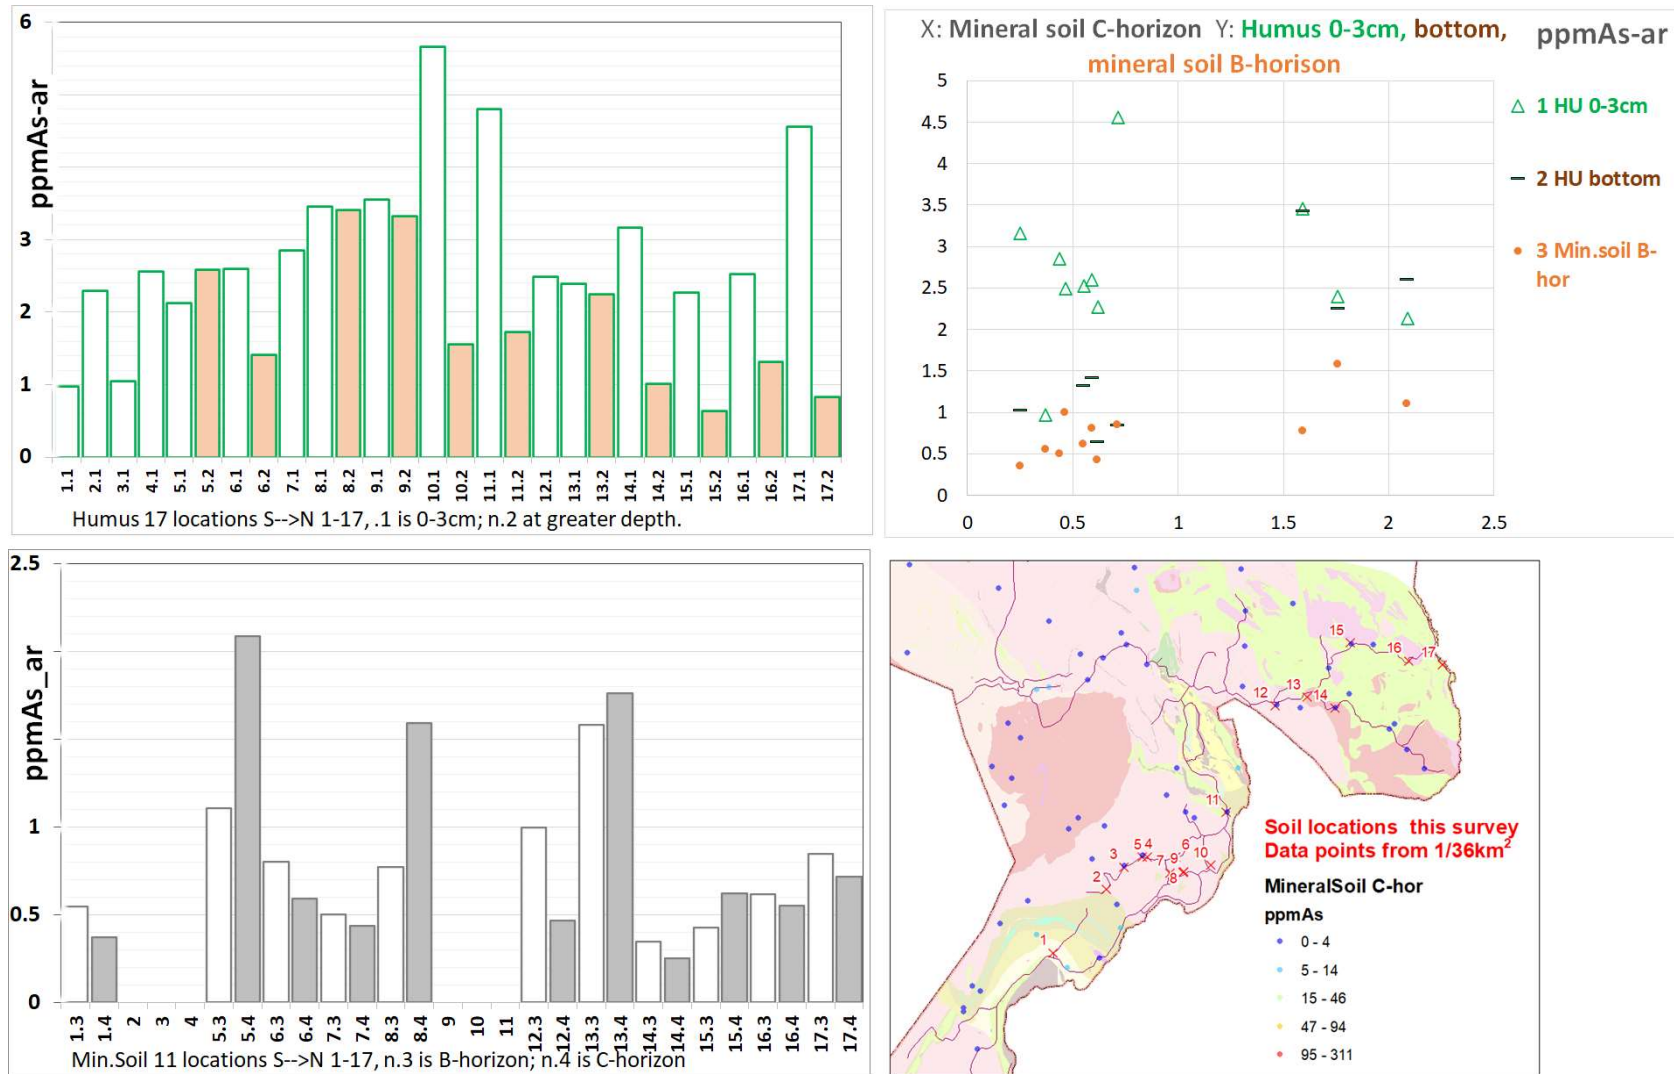 6
3
2
1
0
ppmAs-ar
1.1 2.1 3.1 4.1 5.1 5.2 6.1 6.2 7.1 8.1 8.2 9.1 9.2 10.1 10.2 11.1 11.2 12.1 13.1 13.2 14.1 14.2 15.1 15.2 16.1 16.2 17.1 17.2
Humus 17 locations S-->N 1-17, .1 is 0-3cm; n.2 at greater depth.
X: Mineral soil C-horizon Y: Humus 0-3cm, bottom,
mineral soil B-horison
ppmAs-ar
5
4.5
4
3.5
3
2.5
2
1.5
1
0.5
0
0 0.5 1 1.5 2 2.5
1 HU 0-3cm
2 HU bottom
3 Min.soil B-
hor
2.5
1
0.5
0
ppmAs_ar
1.3 1.4 2 3 4 5.3 5.4 6.3 6.4 7.3 7.4 8.3 8.4 9 10 11 12.3 12.4 13.3 13.4 14.3 14.4 15.3 15.4 16.3 16.4 17.3 17.4
Min.Soil 11 locations S-->N 1-17, n.3 is B-horizon; n.4 is C-horizon
15
16
17
13
12
14
11
5 4
6
3
7
9
10
2
8
1
Soil locations this survey
Data points from 1/36km²
MineralSoil C-hor
ppmAs
0 - 4
5 - 14
15 - 46
47 - 94
95 - 311